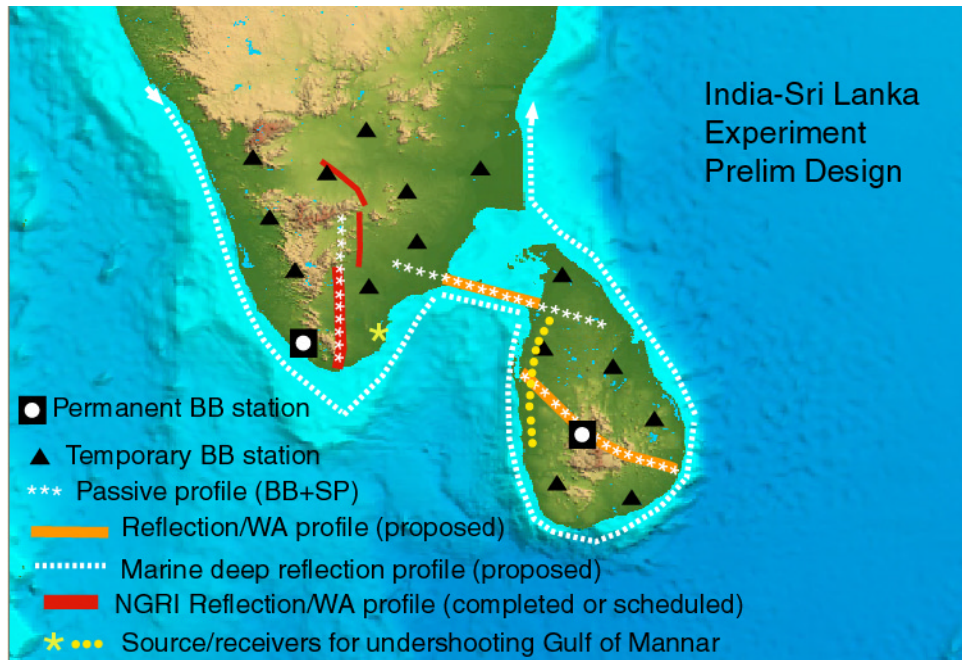 India-Sri Lanka
Experiment
Prelim Design
Permanent BB station
Temporary BB station
Passive profile (BB+SP)
Reflection/WA profile (proposed)
Marine deep reflection profile (proposed)
NGRI Reflection/WA profile (completed or scheduled)
Source/receivers for undershooting Gulf of Mannar